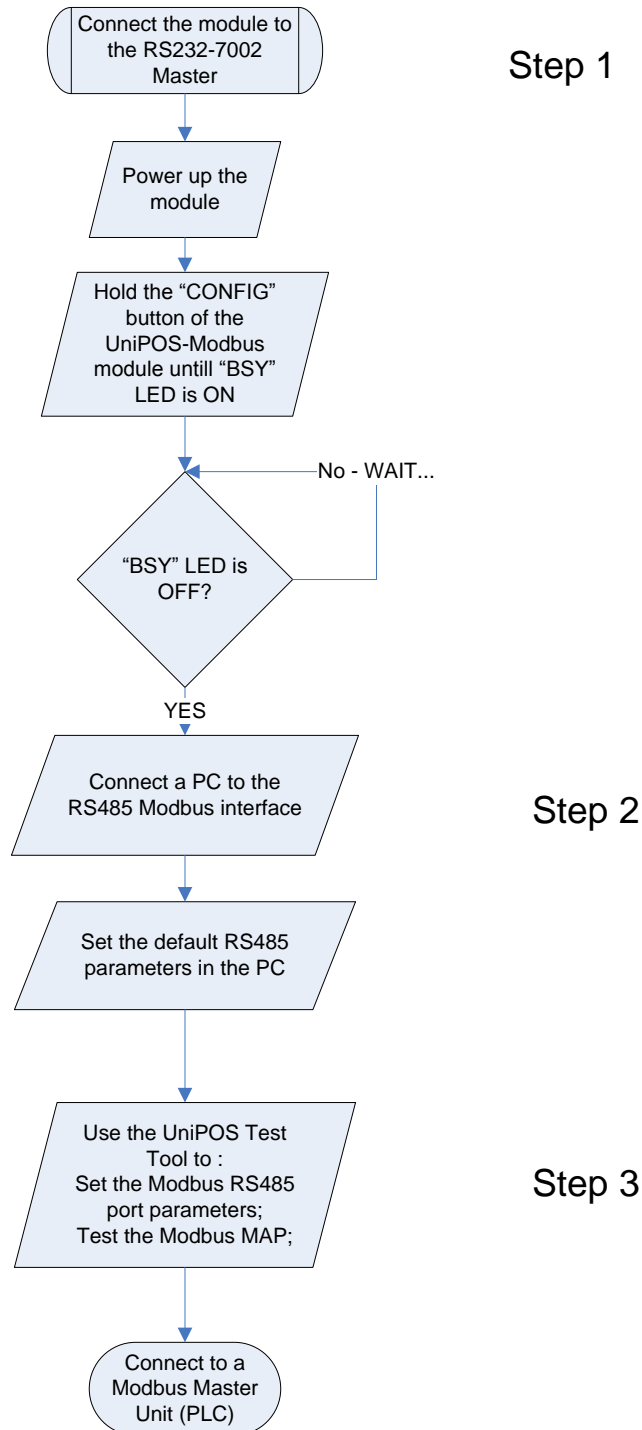 Connect the module to
the RS232-7002
Master
Step 1
Power up the
module
Hold the “CONFIG”
button of the
UniPOS-Modbus
module untill “BSY”
LED is ON
No - WAIT...
“BSY” LED is
OFF?
YES
Connect a PC to the
RS485 Modbus interface
Step 2
Set the default RS485
parameters in the PC
Use the UniPOS Test
Tool to :
Set the Modbus RS485
port parameters;
Test the Modbus MAP;
Step 3
Connect to a
Modbus Master
Unit (PLC)